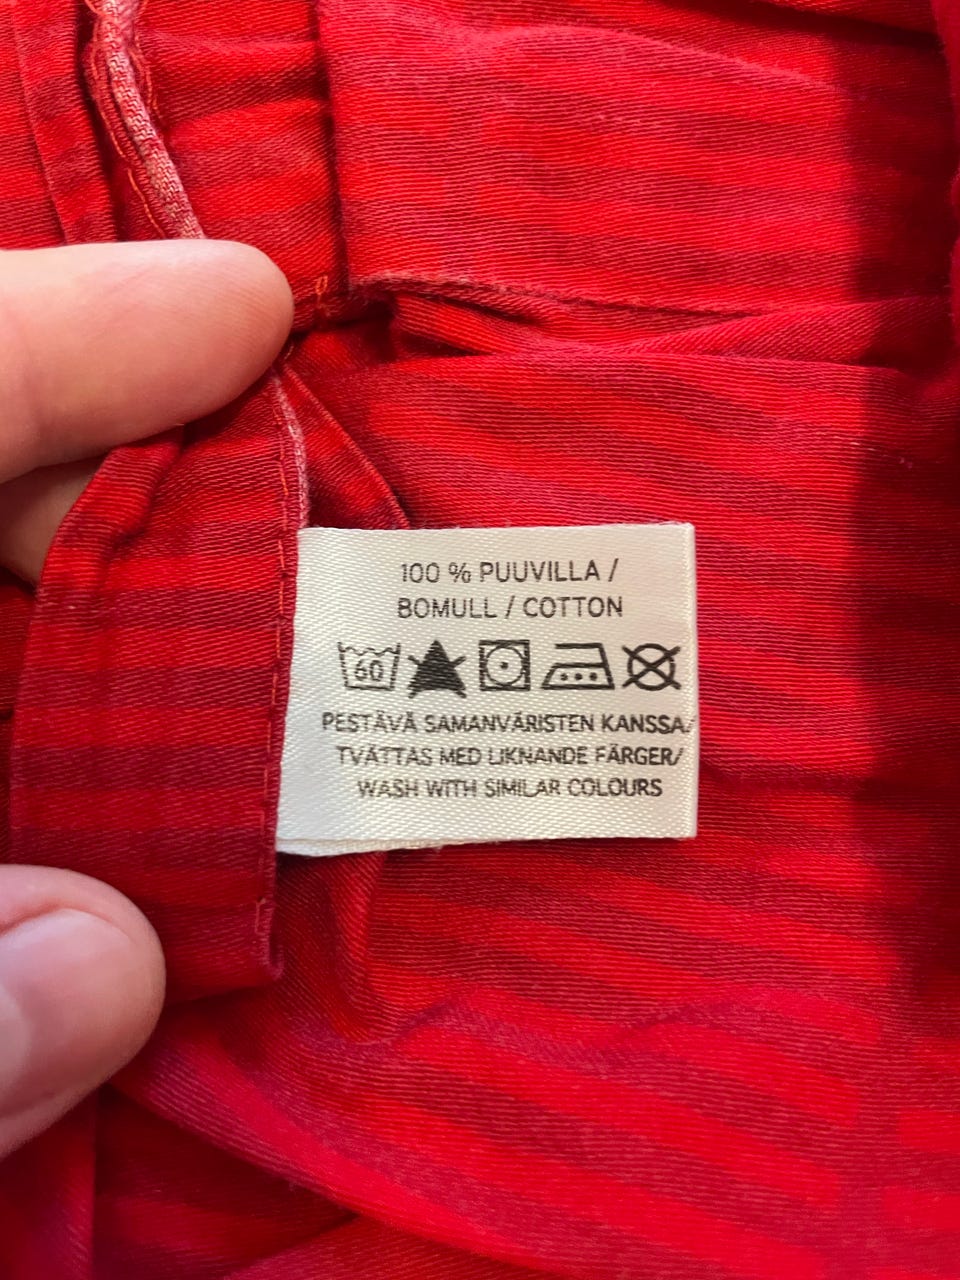 100 % PUUVILLA /
BOMULL / COTTON
60
PESTÄVÄ SAMANVÄRISTEN KANSSA/
TVÄTTAS MED LIKNANDE FÄRGER/
WASH WITH SIMILAR COLOURS